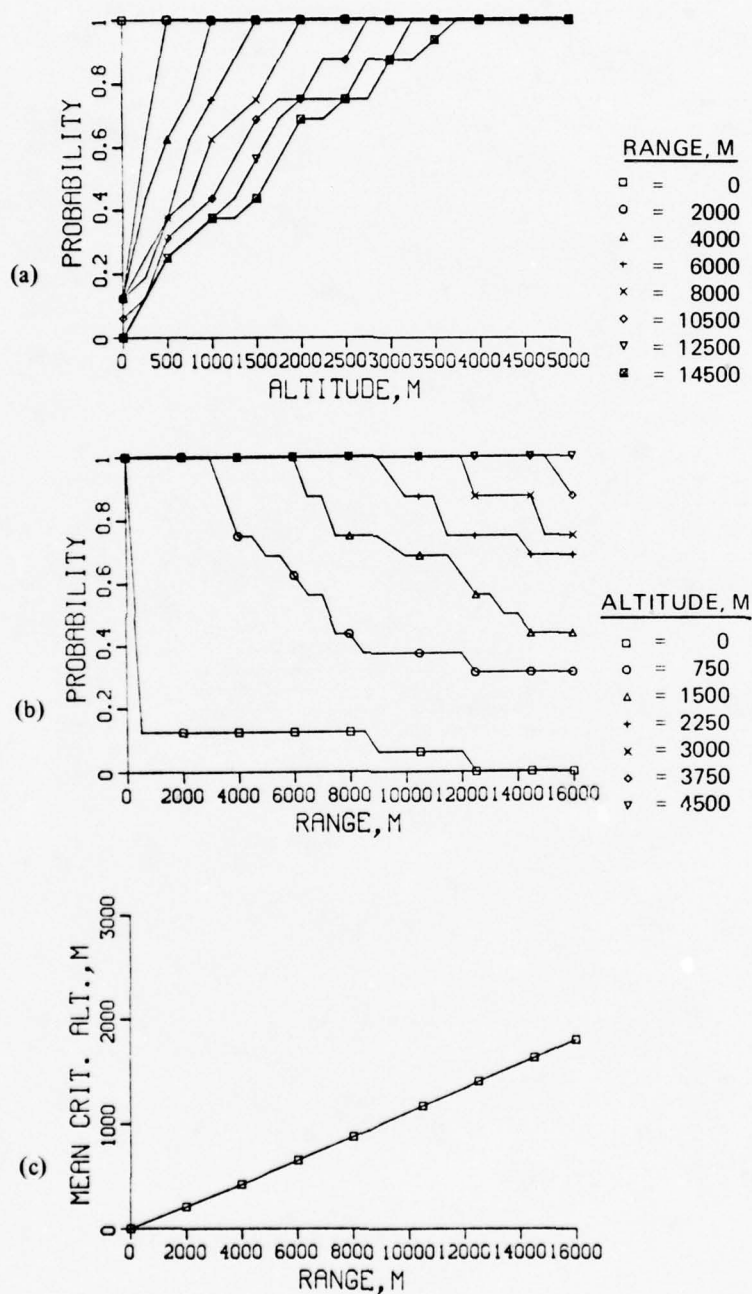 (a)
PROBABILITY
0 0.2 0.4 0.6 0.8 1
0 500 1000 1500 2000 2500 3000 3500 4000 4500 5000
ALTITUDE, M
RANGE, M
= 0
= 2000
= 4000
= 6000
= 8000
= 10500
= 12500
= 14500
(b)
PROBABILITY
0 0.2 0.4 0.6 0.8 1
0 2000 4000 6000 8000 10000 12000 14000 16000
RANGE, M
ALTITUDE, M
= 0
= 750
= 1500
= 2250
= 3000
= 3750
= 4500
(c)
MEAN CRIT. ALT., M
0 1000 2000 3000
0 2000 4000 6000 8000 10000 12000 14000 16000
RANGE, M